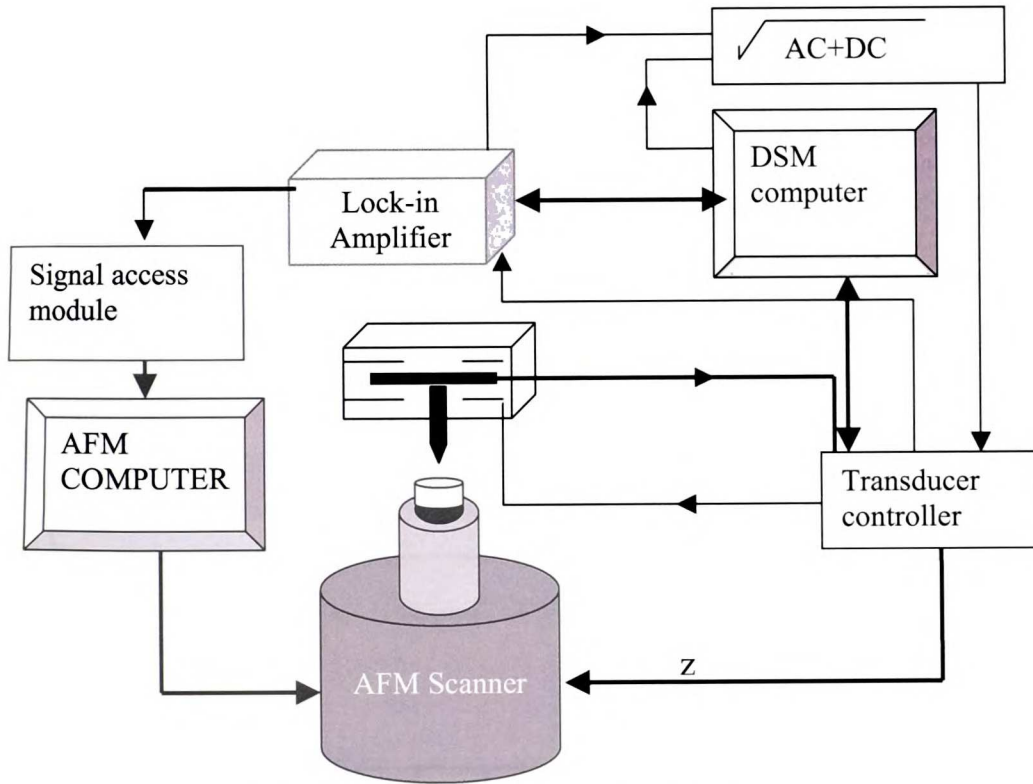 √ AC+DC
DSM
computer
Lock-in
Amplifier
Signal access
module
AFM
COMPUTER
Transducer
controller
AFM Scanner
z